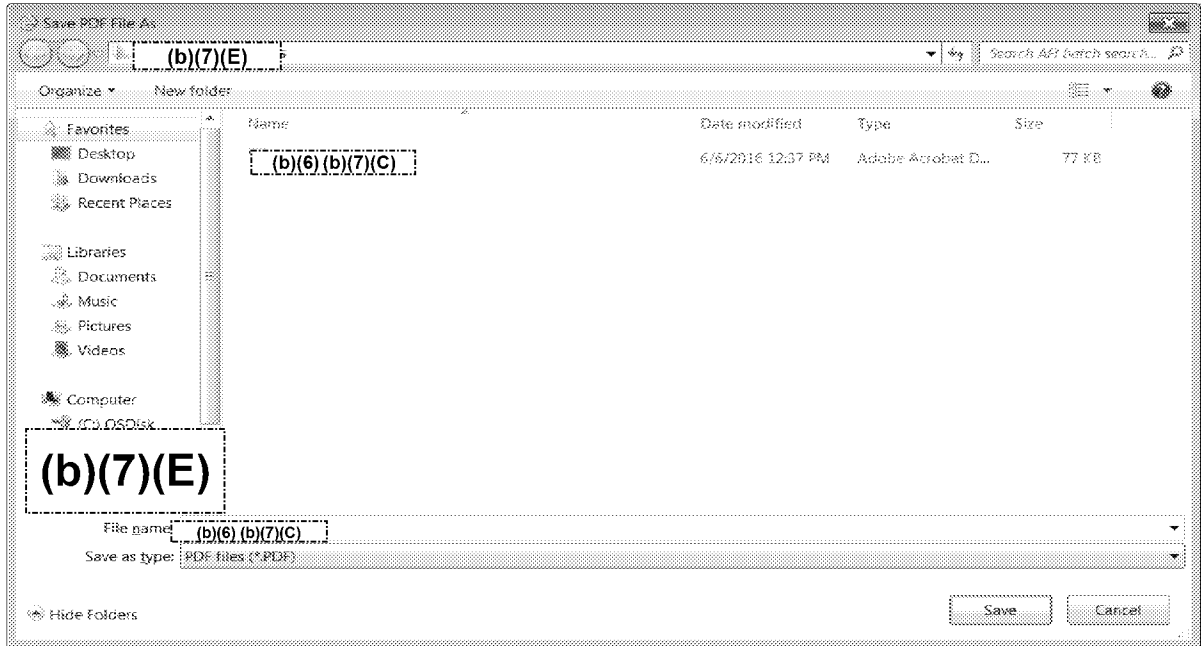 Save PDF File As
(b)(7)(E)
Search AFI batch search...
Organize New folder
Favorites
Desktop
Downloads
Recent Places
Libraries
Documents
Music
Pictures
Videos
Computer
(C:) OSDisk
(b)(7)(E)
Name Date modified Type Size
(b)(6) (b)(7)(C) 6/6/2016 12:37 PM Adobe Acrobat D... 77 KB
File name (b)(6) (b)(7)(C)
Save as type: PDF files (*.PDF)
Hide Folders
Save Cancel